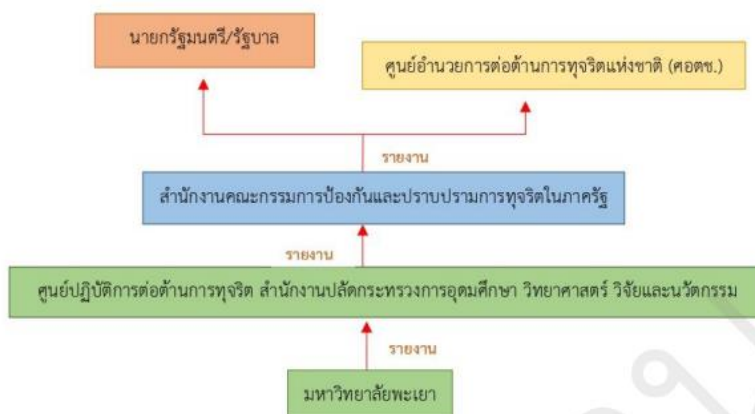 นายกรัฐมนตรี/รัฐบาล
ศูนย์อำนวยการต่อต้านการทุจริตแห่งชาติ (ศอตช.)
รายงาน
สำนักงานคณะกรรมการป้องกันและปราบปรามการทุจริตในภาครัฐ
รายงาน
ศูนย์ปฏิบัติการต่อต้านการทุจริต สำนักงานปลัดกระทรวงการอุดมศึกษา วิทยาศาสตร์ วิจัยและนวัตกรรม
รายงาน
มหาวิทยาลัยพะเยา